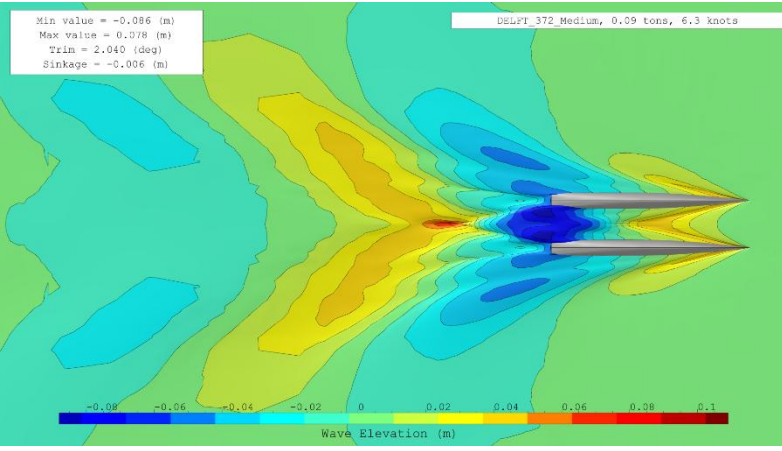 Min value = -0.086 (m)
Max value = 0.078 (m)
Trim = 2.040 (deg)
Sinkage = -0.006 (m)
DELFT_372_Medium, 0.09 tons, 6.3 knots
-0.08 -0.06 -0.04 -0.02 0 0.02 0.04 0.06 0.08 0.1
Wave Elevation (m)